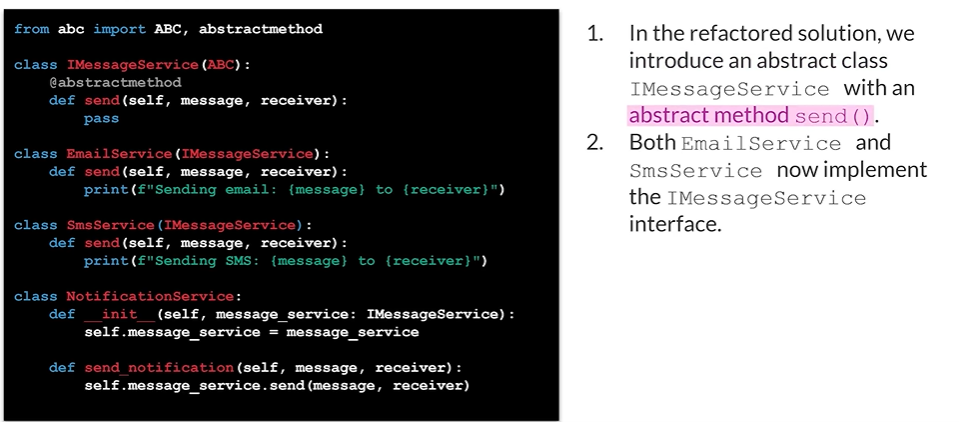 from abc import ABC, abstractmethod
class IMessageService(ABC):
    @abstractmethod
    def send(self, message, receiver):
        pass
class EmailService(IMessageService):
    def send(self, message, receiver):
        print(f"Sending email: {message} to {receiver}")
class SmsService(IMessageService):
    def send(self, message, receiver):
        print(f"Sending SMS: {message} to {receiver}")
class NotificationService:
    def __init__(self, message_service: IMessageService):
        self.message_service = message_service
    def send_notification(self, message, receiver):
        self.message_service.send(message, receiver)
1. In the refactored solution, we
introduce an abstract class
IMessageService with an
abstract method send().
2. Both EmailService and
SmsService now implement
the IMessageService
interface.